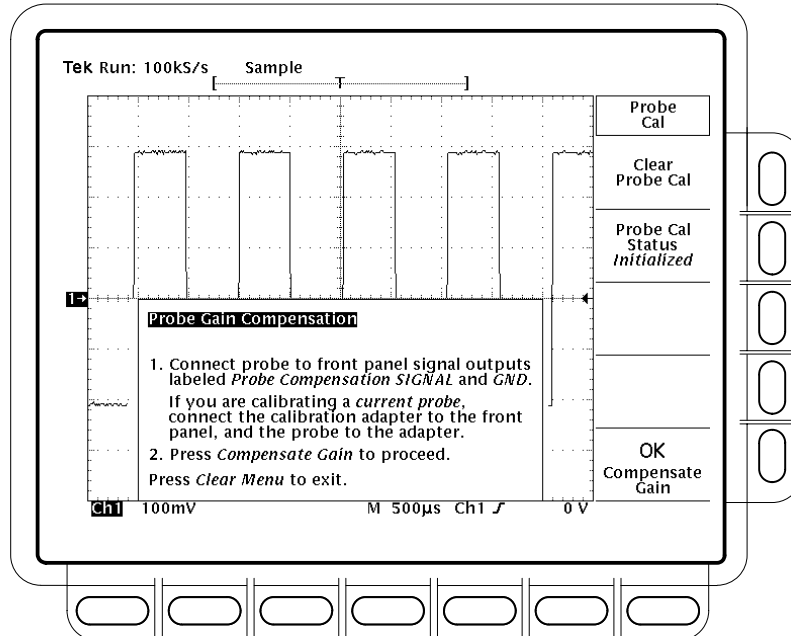 Tek Run: 100kS/s Sample
[ T ]
Probe
Cal
Clear
Probe Cal
Probe Cal
Status
Initialized
1→
Probe Gain Compensation
1. Connect probe to front panel signal outputs
labeled Probe Compensation SIGNAL and GND.
If you are calibrating a current probe,
connect the calibration adapter to the front
panel, and the probe to the adapter.
2. Press Compensate Gain to proceed.
Press Clear Menu to exit.
OK
Compensate
Gain
Ch1 100mV M 500µs Ch1 0 V